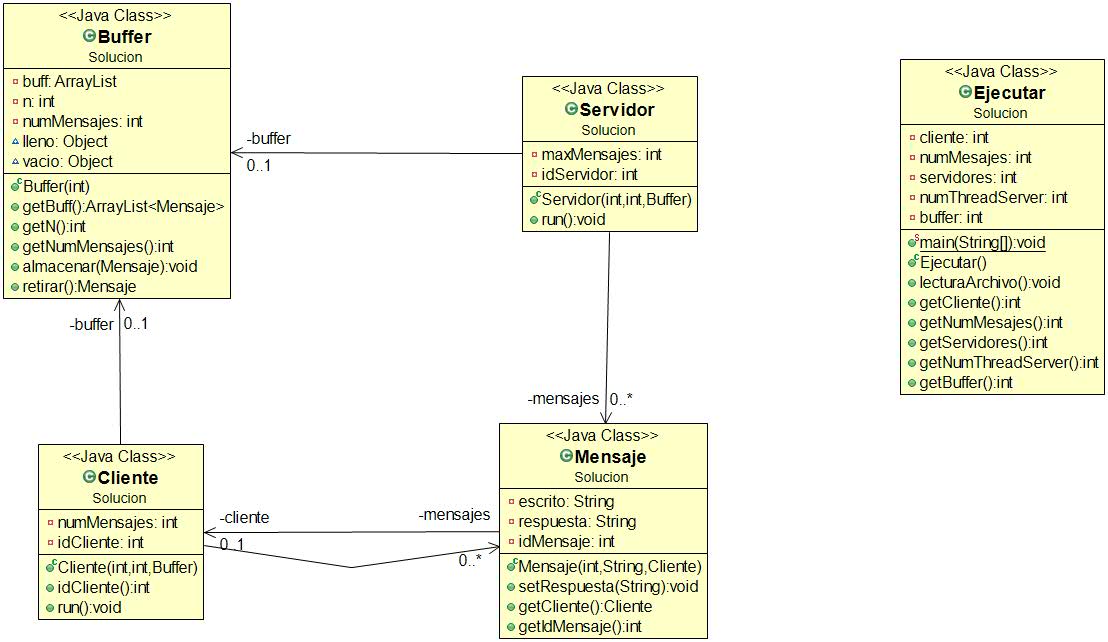 <<Java Class>>
Buffer
Solucion
buff: ArrayList
n: int
numMensajes: int
lleno: Object
vacio: Object
Buffer(int)
getBuff():ArrayList<Mensaje>
getN():int
getNumMensajes():int
almacenar(Mensaje):void
retirar():Mensaje
-buffer
0..1
<<Java Class>>
Servidor
Solucion
maxMensajes: int
idServidor: int
Servidor(int,int,Buffer)
run():void
<<Java Class>>
Ejecutar
Solucion
cliente: int
numMesajes: int
servidores: int
numThreadServer: int
buffer: int
main(String[]):void
Ejecutar()
lecturaArchivo():void
getCliente():int
getNumMesajes():int
getServidores():int
getNumThreadServer():int
getBuffer():int
-buffer 0..1
-mensajes 0..*
<<Java Class>>
Cliente
Solucion
numMensajes: int
idCliente: int
Cliente(int,int,Buffer)
idCliente():int
run():void
-cliente
0..1
-mensajes
0..*
<<Java Class>>
Mensaje
Solucion
escrito: String
respuesta: String
idMensaje: int
Mensaje(int,String,Cliente)
setRespuesta(String):void
getCliente():Cliente
getIdMensaje():int